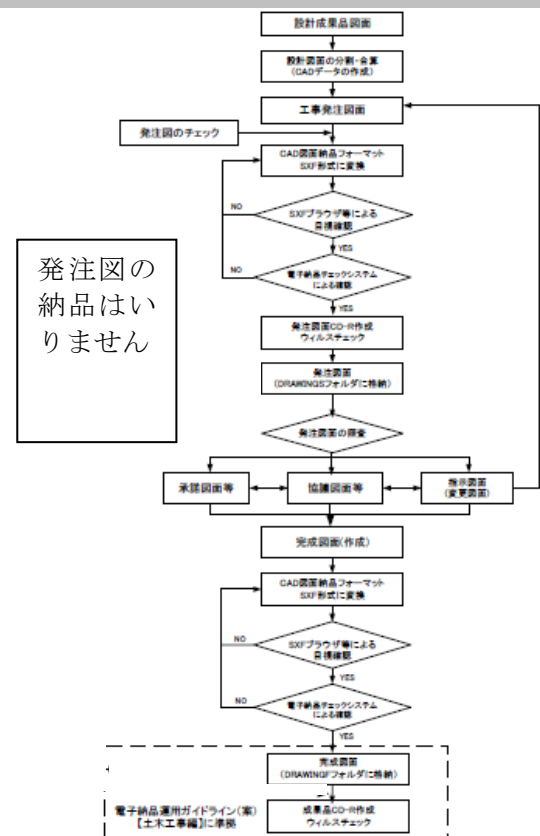 設計成果品図面
設計図面の分割・合算
(CADデータの作成)
工事発注図面
発注図のチェック
CAD図面納品フォーマット
SXF形式に変換
NO
SXFブラウザ等による
目視確認
YES
発注図の
納品はい
りません
NO
電子納品チェックシステム
による確認
YES
発注図面CD-R作成
ウィルスチェック
発注図面
(DRAWINGSフォルダに格納)
発注図面の照査
承諾図面等
協議図面等
指示図面
(変更図面)
完成図面(作成)
CAD図面納品フォーマット
SXF形式に変換
NO
SXFブラウザ等による
目視確認
YES
NO
電子納品チェックシステム
による確認
YES
完成図面
(DRAWINGFフォルダに格納)
電子納品運用ガイドライン(案)
【土木工事編】に準拠
成果品CD-R作成
ウィルスチェック